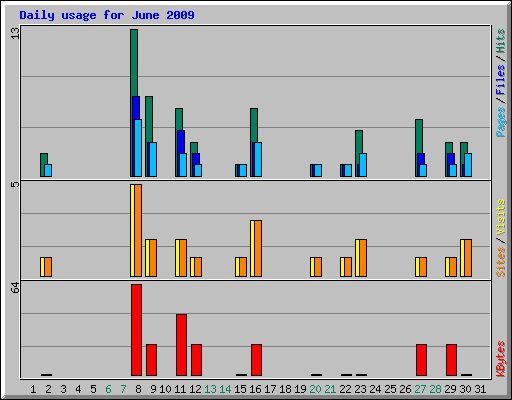 Daily usage for June 2009
13
5
64
Pages / Files / Hits
Sites / Visits
KBytes
1 2 3 4 5 6 7 8 9 10 11 12 13 14 15 16 17 18 19 20 21 22 23 24 25 26 27 28 29 30 31